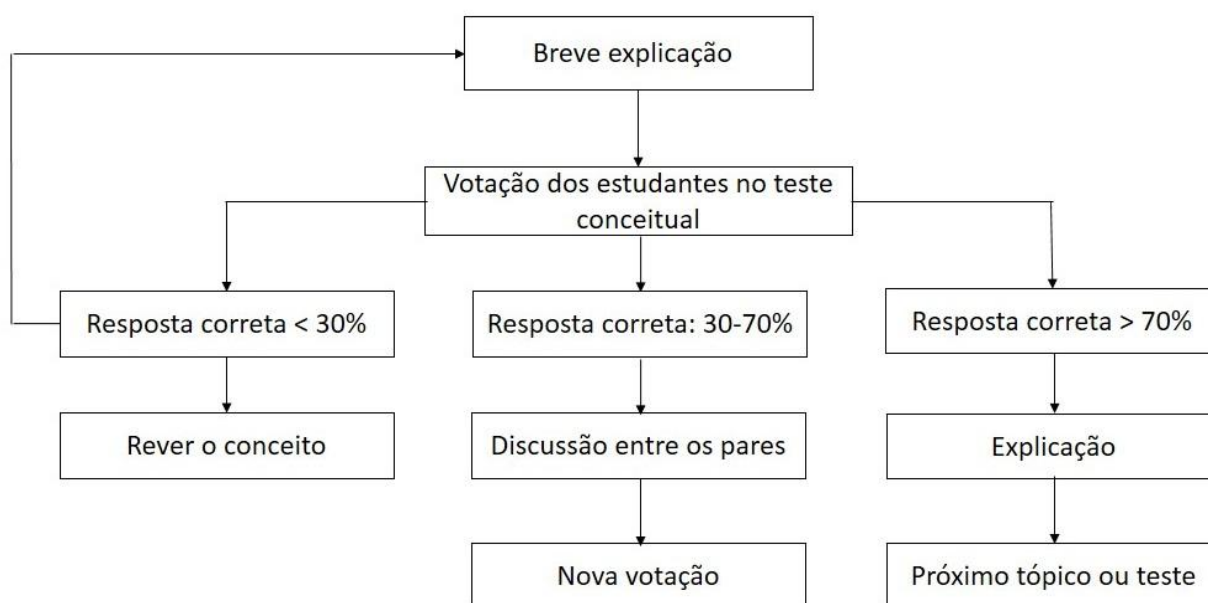 Breve explicação
Votação dos estudantes no teste
conceitual
Resposta correta < 30%
Resposta correta: 30-70%
Resposta correta > 70%
Rever o conceito
Discussão entre os pares
Explicação
Nova votação
Próximo tópico ou teste